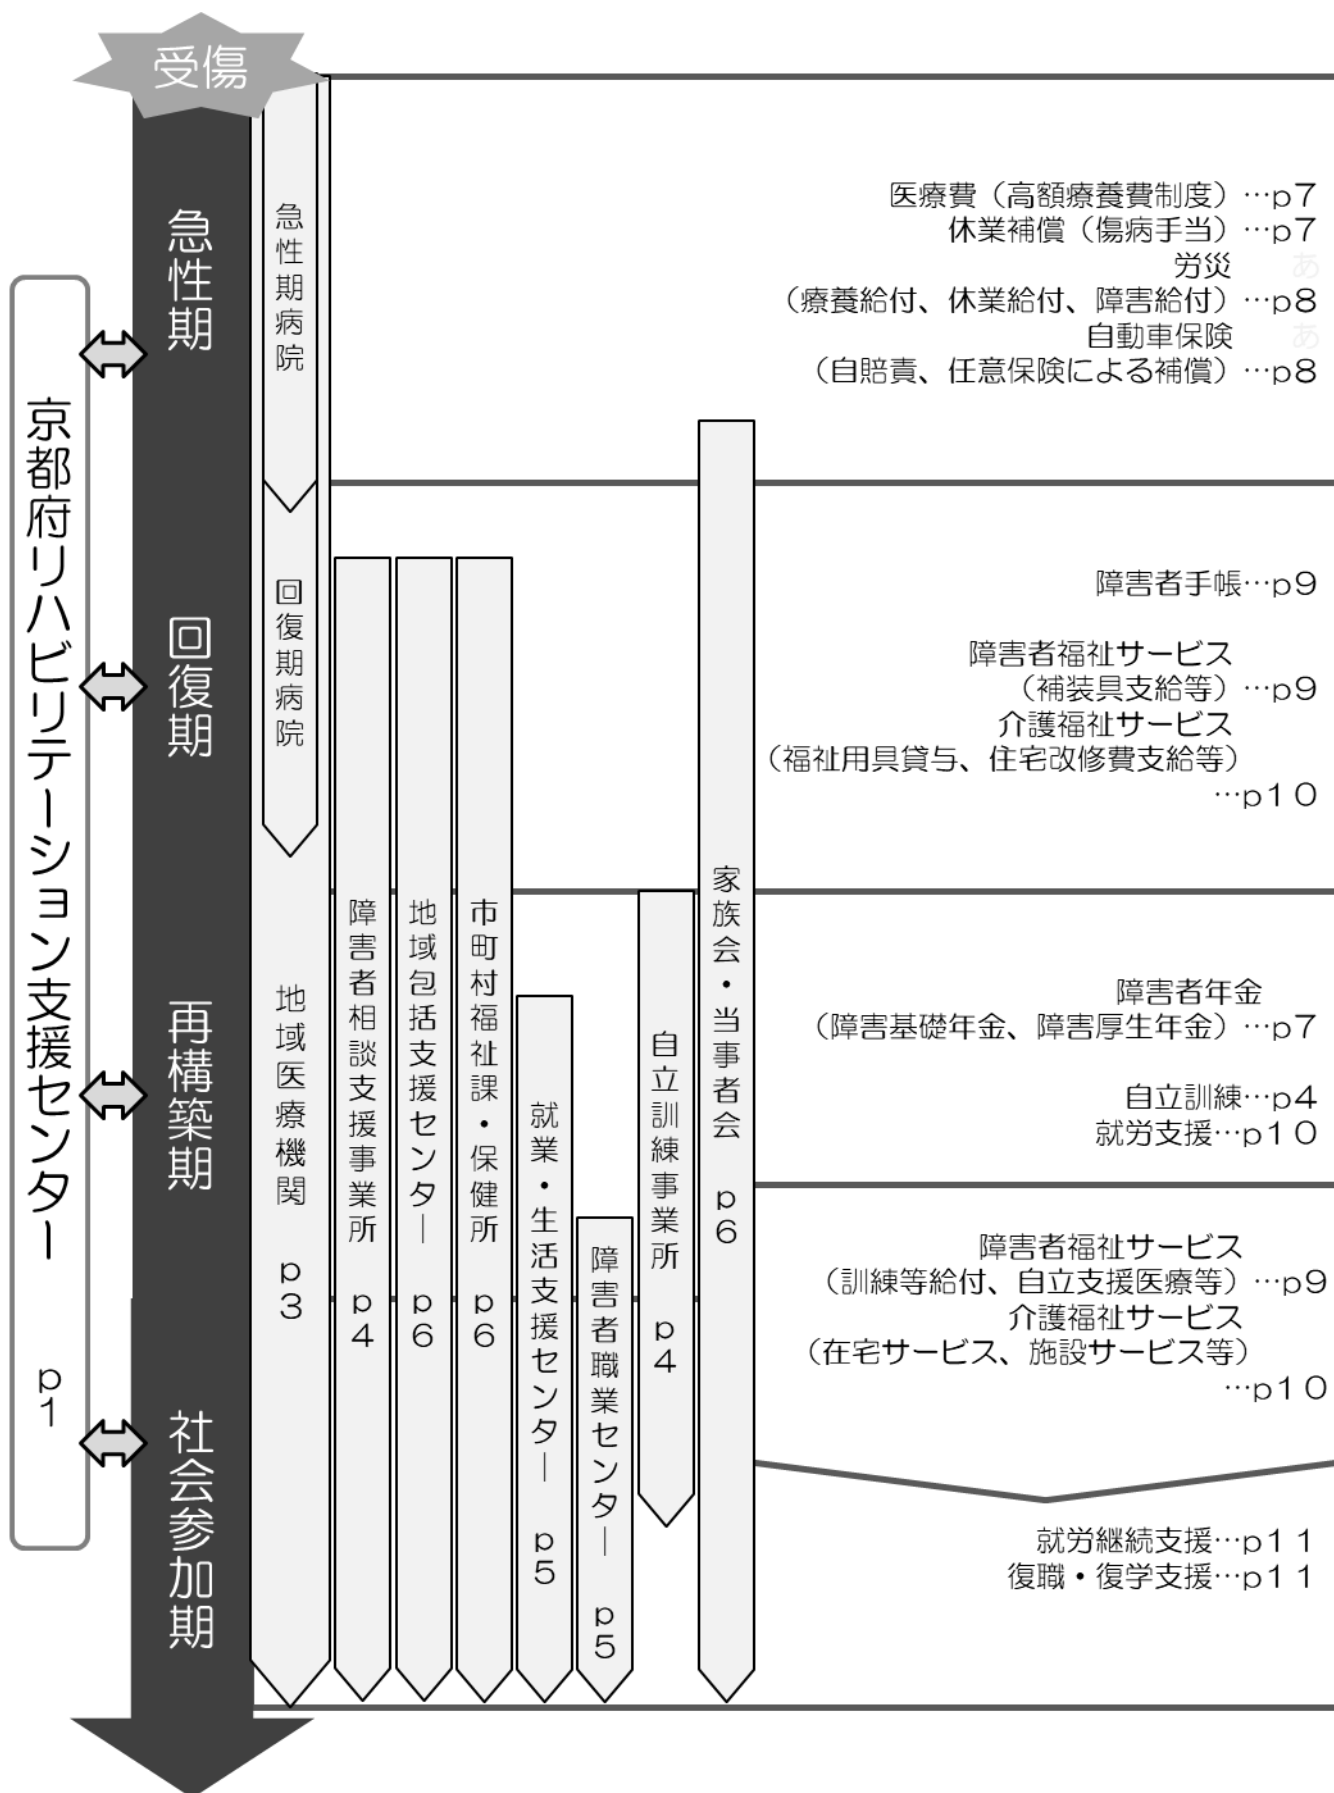 受傷
京都府リハビリテーション支援センター　p1
急性期
回復期
再構築期
社会参加期
急性期病院
回復期病院
地域医療機関　p3
障害者相談支援事業所　p4
地域包括支援センター　p6
市町村福祉課・保健所　p6
就業・生活支援センター　p5
障害者職業センター　p5
自立訓練事業所　p4
家族会・当事者会　p6
医療費（高額療養費制度）…p7
休業補償（傷病手当）…p7
労災　あ
（療養給付、休業給付、障害給付）…p8
自動車保険　あ
（自賠責、任意保険による補償）…p8
障害者手帳…p9
障害者福祉サービス
（補装具支給等）…p9
介護福祉サービス
（福祉用具貸与、住宅改修費支給等）
…p10
障害者年金
（障害基礎年金、障害厚生年金）…p7
自立訓練…p4
就労支援…p10
障害者福祉サービス
（訓練等給付、自立支援医療等）…p9
介護福祉サービス
（在宅サービス、施設サービス等）
…p10
就労継続支援…p11
復職・復学支援…p11